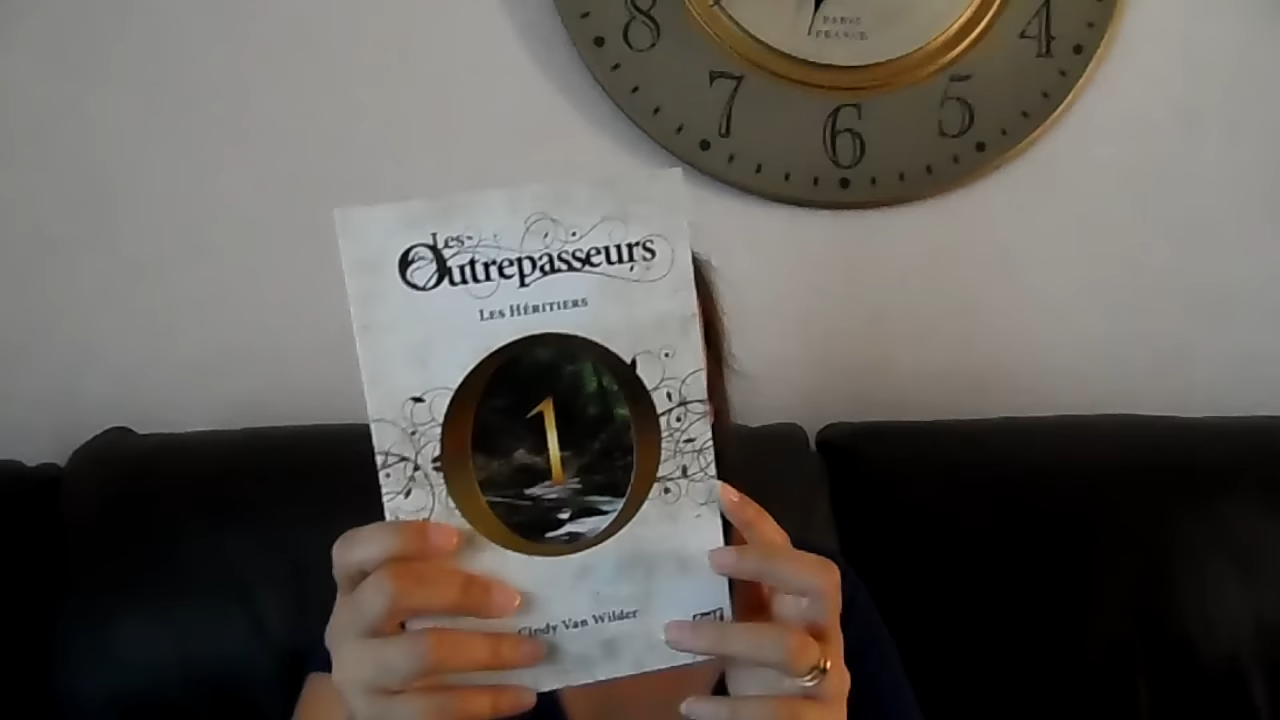 8
4
7
5
6
PARIS
FRANCE
Les
Outrepasseurs
Les Héritiers
1
Cindy Van Wilder